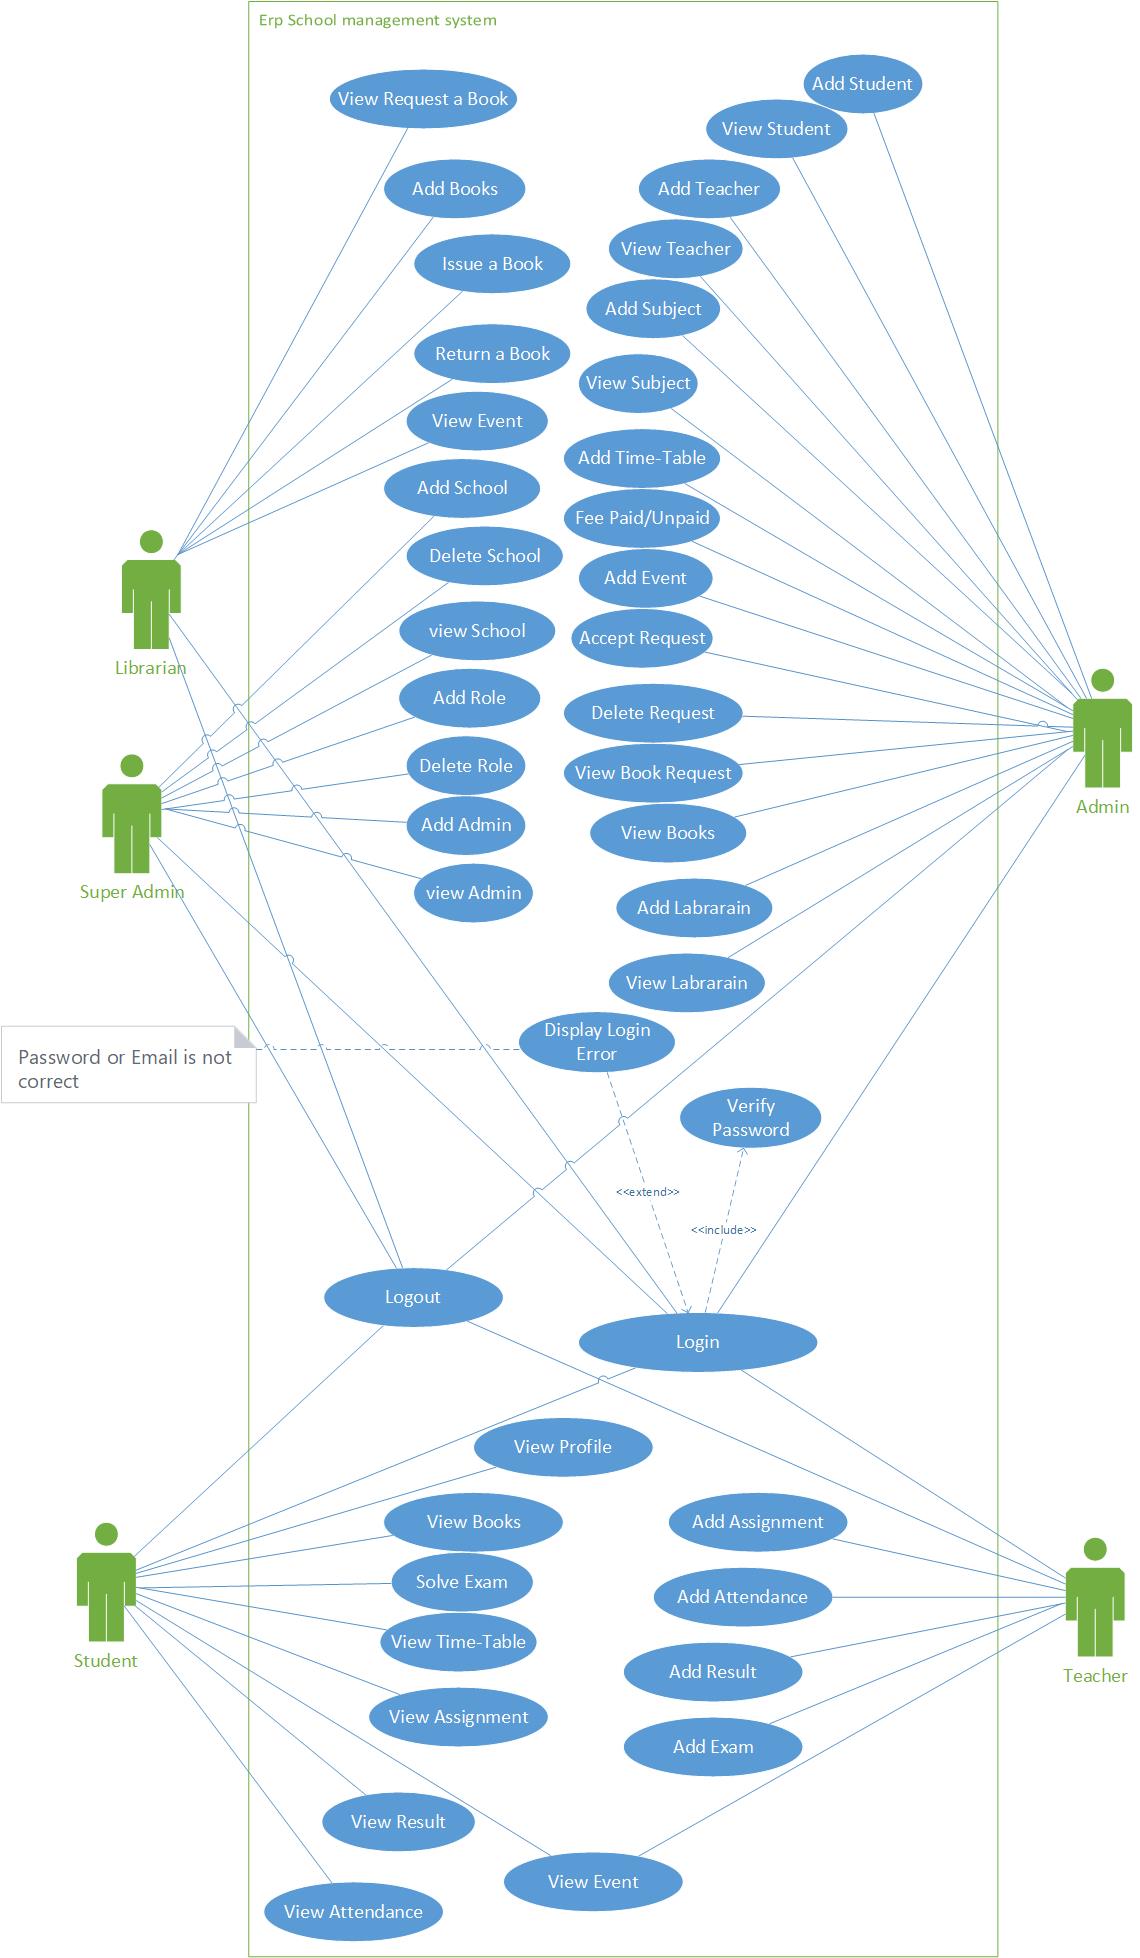 Erp School management system
Add Student
View Request a Book
View Student
Add Books
Add Teacher
View Teacher
Issue a Book
Add Subject
Return a Book
View Subject
View Event
Add Time-Table
Add School
Fee Paid/Unpaid
Delete School
Add Event
view School
Accept Request
Librarian
Add Role
Delete Request
Delete Role
View Book Request
Admin
Add Admin
View Books
Super Admin
view Admin
Add Labrarain
View Labrarain
Display Login
Error
Password or Email is not
correct
Verify
Password
<<extend>>
<<include>>
Logout
Login
View Profile
View Books
Add Assignment
Solve Exam
Add Attendance
View Time-Table
Student
Add Result
Teacher
View Assignment
Add Exam
View Result
View Event
View Attendance